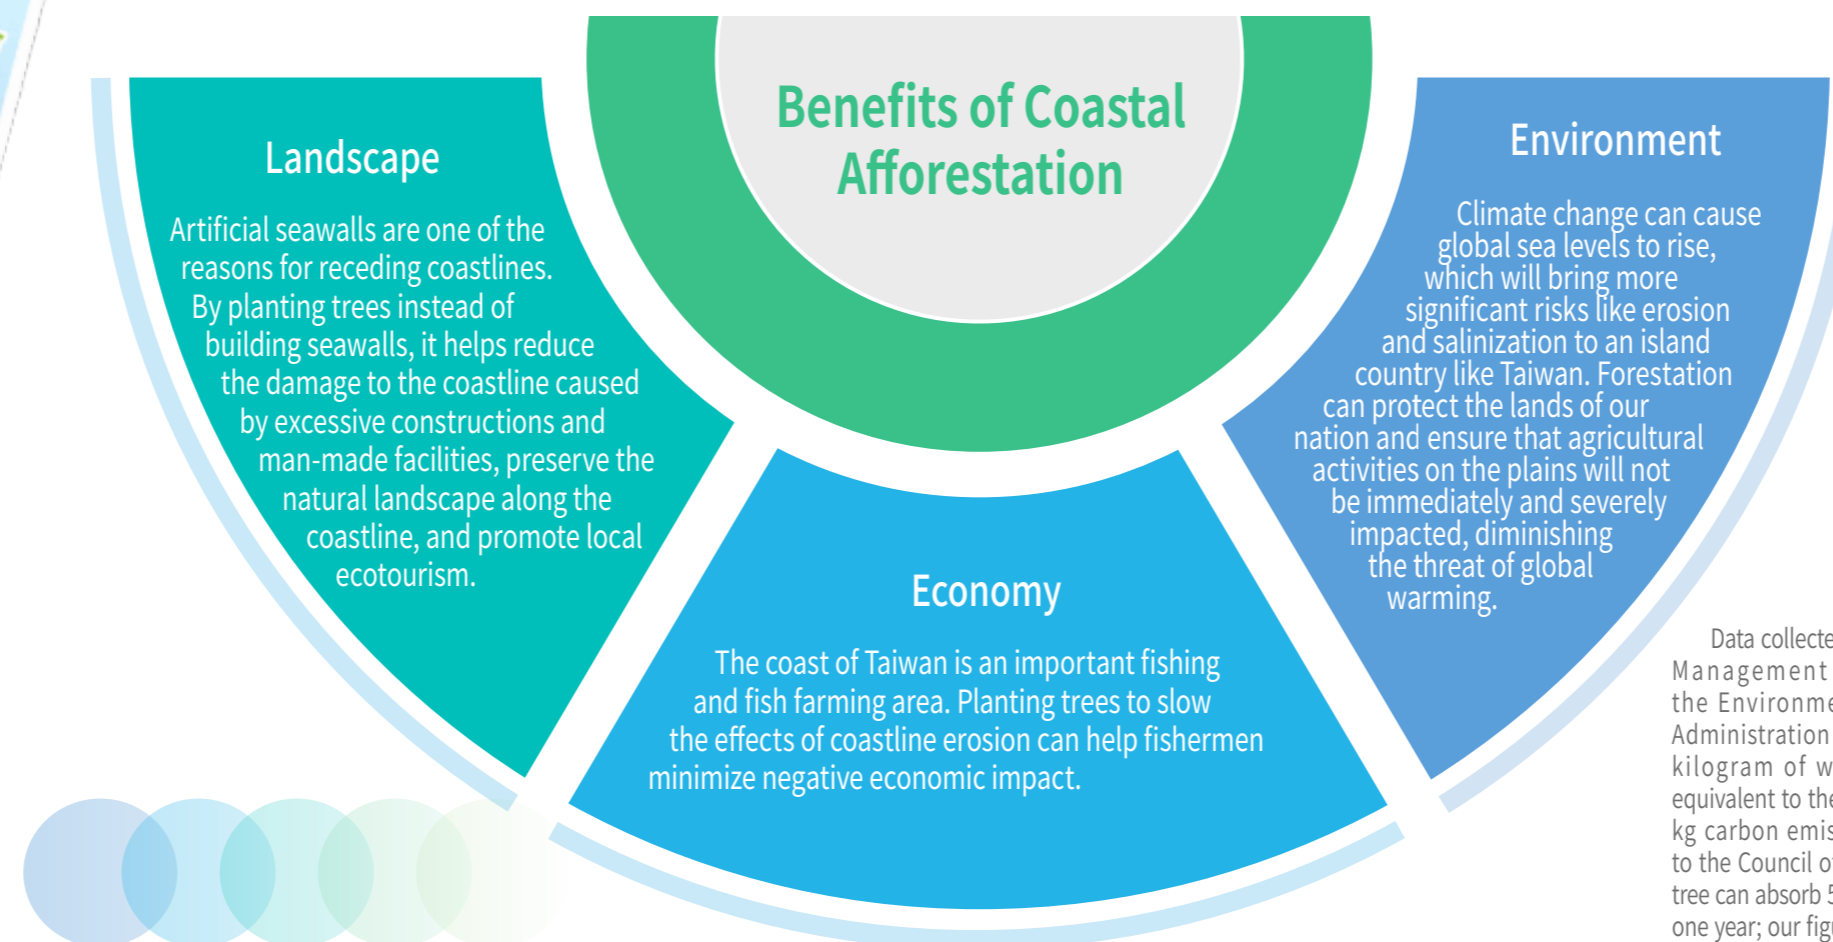 Benefits of Coastal
Afforestation
Landscape
Artificial seawalls are one of the
reasons for receding coastlines.
By planting trees instead of
building seawalls, it helps reduce
the damage to the coastline caused
by excessive constructions and
man-made facilities, preserve the
natural landscape along the
coastline, and promote local
ecotourism.
Economy
The coast of Taiwan is an important fishing
and fish farming area. Planting trees to slow
the effects of coastline erosion can help fishermen
minimize negative economic impact.
Environment
Climate change can cause
global sea levels to rise,
which will bring more
significant risks like erosion
and salinization to an island
country like Taiwan. Forestation
can protect the lands of our
nation and ensure that agricultural
activities on the plains will not
be immediately and severely
impacted, diminishing
the threat of global
warming.
Data
Management
the
Administration
kilogram of
equivalent to
kg carbon
to the Council
tree can absorb
one year; our